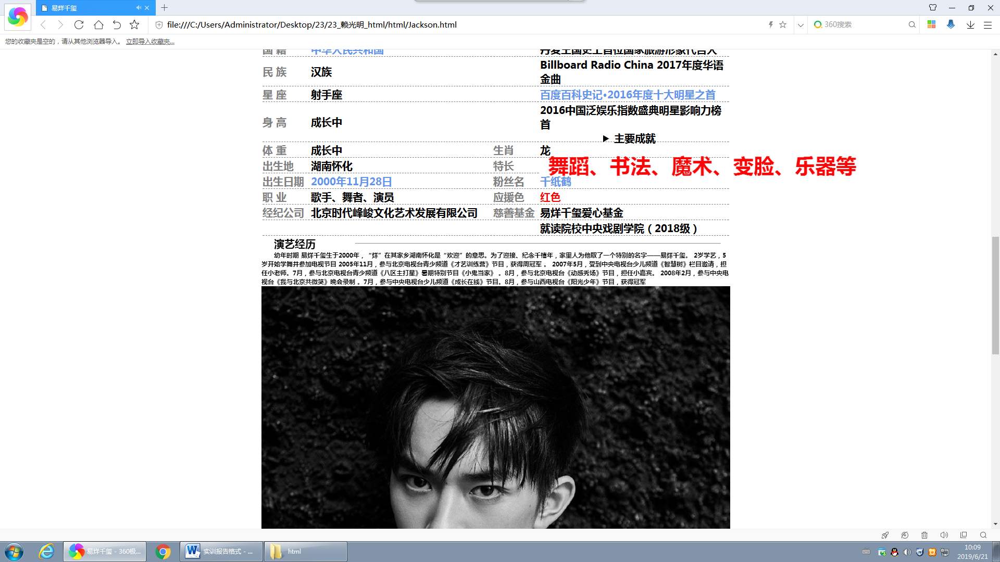 易烊千玺
file:///C:/Users/Administrator/Desktop/23/23_赖光明_html/html/Jackson.html
360搜索
您的收藏夹是空的，请从其他浏览器导入。 立即导入收藏夹...
国 籍 中华人民共和国 丹麦王国史上首位国家旅游形象代言人
民 族 汉族 Billboard Radio China 2017年度华语
金曲
星 座 射手座 百度百科史记•2016年度十大明星之首
2016中国泛娱乐指数盛典明星影响力榜
身 高 成长中 首
主要成就
体 重 成长中 生肖 龙
出生地 湖南怀化 特长 舞蹈、书法、魔术、变脸、乐器等
出生日期 2000年11月28日 粉丝名 千纸鹤
职 业 歌手、舞者、演员 应援色 红色
经纪公司 北京时代峰峻文化艺术发展有限公司 慈善基金 易烊千玺爱心基金
就读院校中央戏剧学院（2018级）
演艺经历
幼年时期 易烊千玺生于2000年，“烊”在其家乡湖南怀化是“欢迎”的意思。为了迎接、纪念千禧年，家里人为他取了一个特别的名字——易烊千玺。 2岁学艺，5
岁开始学舞并参加电视节目 2005年11月，参与北京电视台青少频道《才艺训练营》节目，获得周冠军 。 2007年5月，受到中央电视台少儿频道《智慧树》栏目邀请，担
任小老师。7月，参与北京电视台青少频道《八区主打星》暑期特别节目《小鬼当家》 。8月，参与北京电视台《动感秀场》节目，担任小嘉宾。 2008年2月，参与中央电
视台《我与北京共微笑》晚会录制 。7月，参与中央电视台少儿频道《成长在线》节目。8月，参与山西电视台《阳光少年》节目，获得冠军
易烊千玺 - 360极...
实训报告格式 - ...
html
10:09
2019/6/21